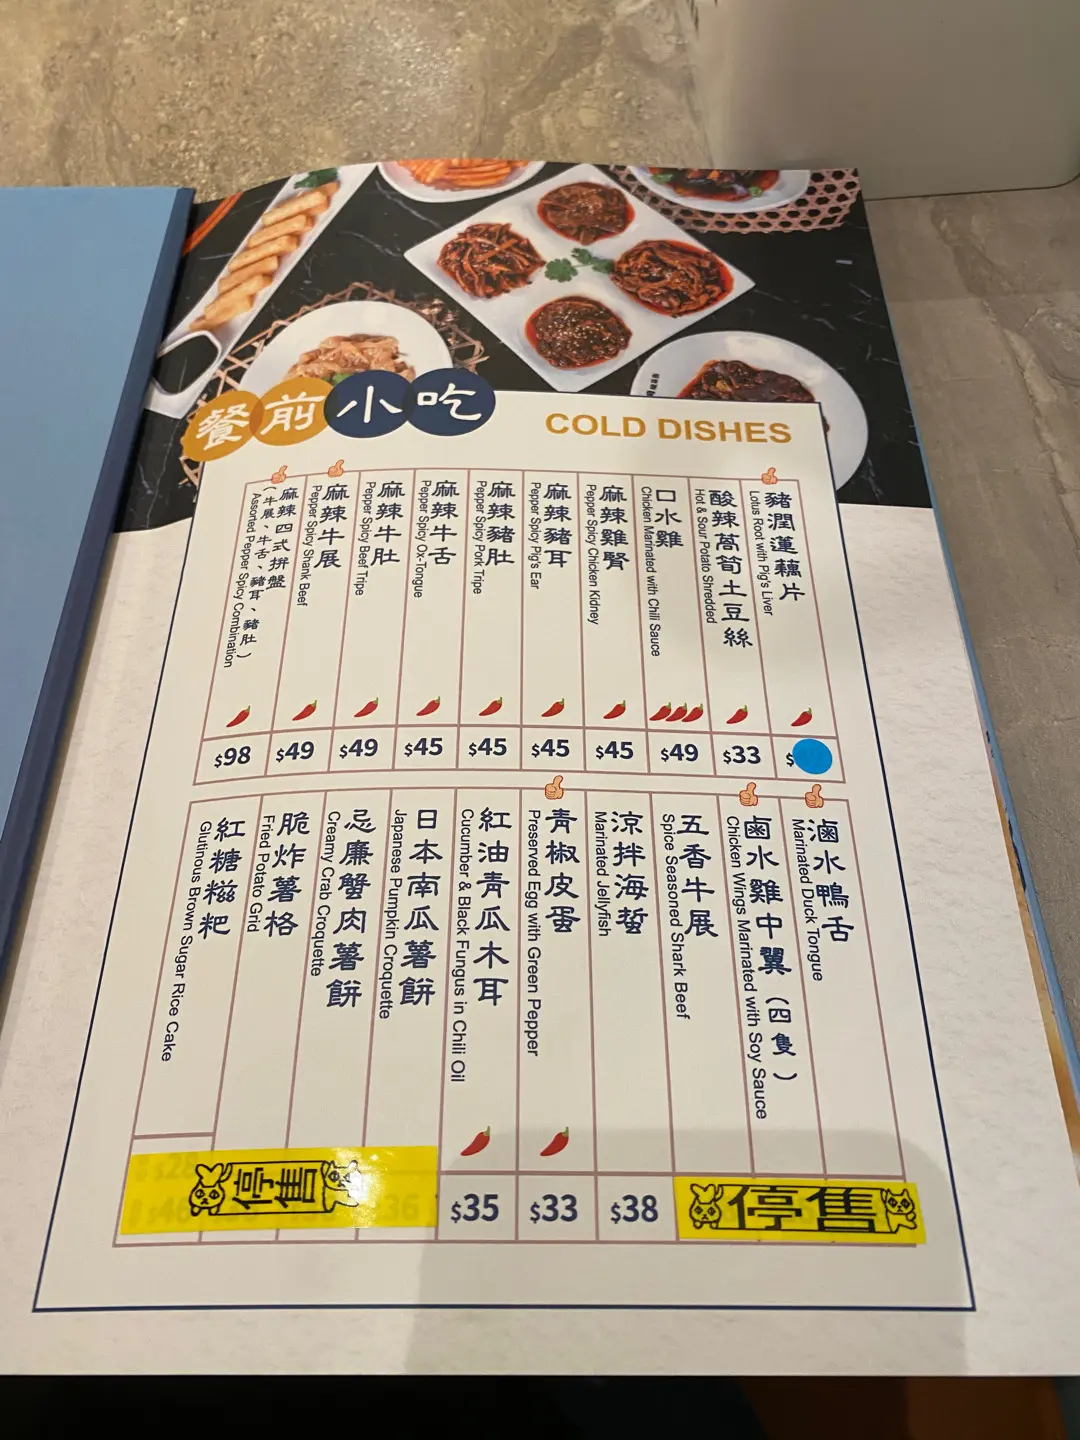 餐前小吃
COLD DISHES
豬潤蓮藕片
Lotus Root with Pig's Liver
$
酸辣萵筍土豆絲
Hot & Sour Potato Shredded
$33
口水雞
Chicken Marinated with Chili Sauce
$49
麻辣雞腎
Pepper Spicy Chicken Kidney
$45
麻辣豬耳
Pepper Spicy Pig's Ear
$45
麻辣豬肚
Pepper Spicy Pork Tripe
$45
麻辣牛舌
Pepper Spicy Ox-Tongue
$45
麻辣牛肚
Pepper Spicy Beef Tripe
$49
麻辣牛展
Pepper Spicy Shank Beef
$49
麻辣四式拼盤
(牛展、牛舌、豬耳、豬肚)
Assorted Pepper Spicy Combination
$98
滷水鴨舌
Marinated Duck Tongue
鹵水雞中翼(四隻)
Chicken Wings Marinated with Soy Sauce
五香牛展
Spice Seasoned Shark Beef
停售
涼拌海蜇
Marinated Jellyfish
$38
青椒皮蛋
Preserved Egg with Green Pepper
$33
紅油青瓜木耳
Cucumber & Black Fungus in Chili Oil
$35
日本南瓜薯餅
Japanese Pumpkin Croquette
36
忌廉蟹肉薯餅
Creamy Crab Croquette
脆炸薯格
Fried Potato Grid
紅糖糍粑
Glutinous Brown Sugar Rice Cake
$28
$46
停售